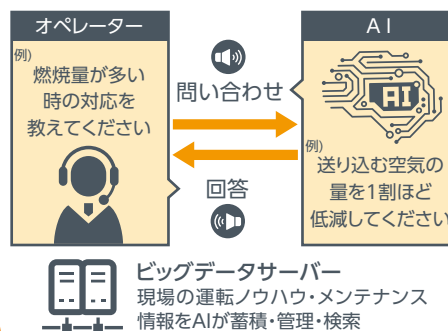 オペレーター
例)
燃焼量が多い
時の対応を
教えてください
問い合わせ
回答
AI
AI
例)
送り込む空気の
量を1割ほど
低減してください
ビッグデータサーバー
現場の運転ノウハウ・メンテナンス
情報をAIが蓄積・管理・検索